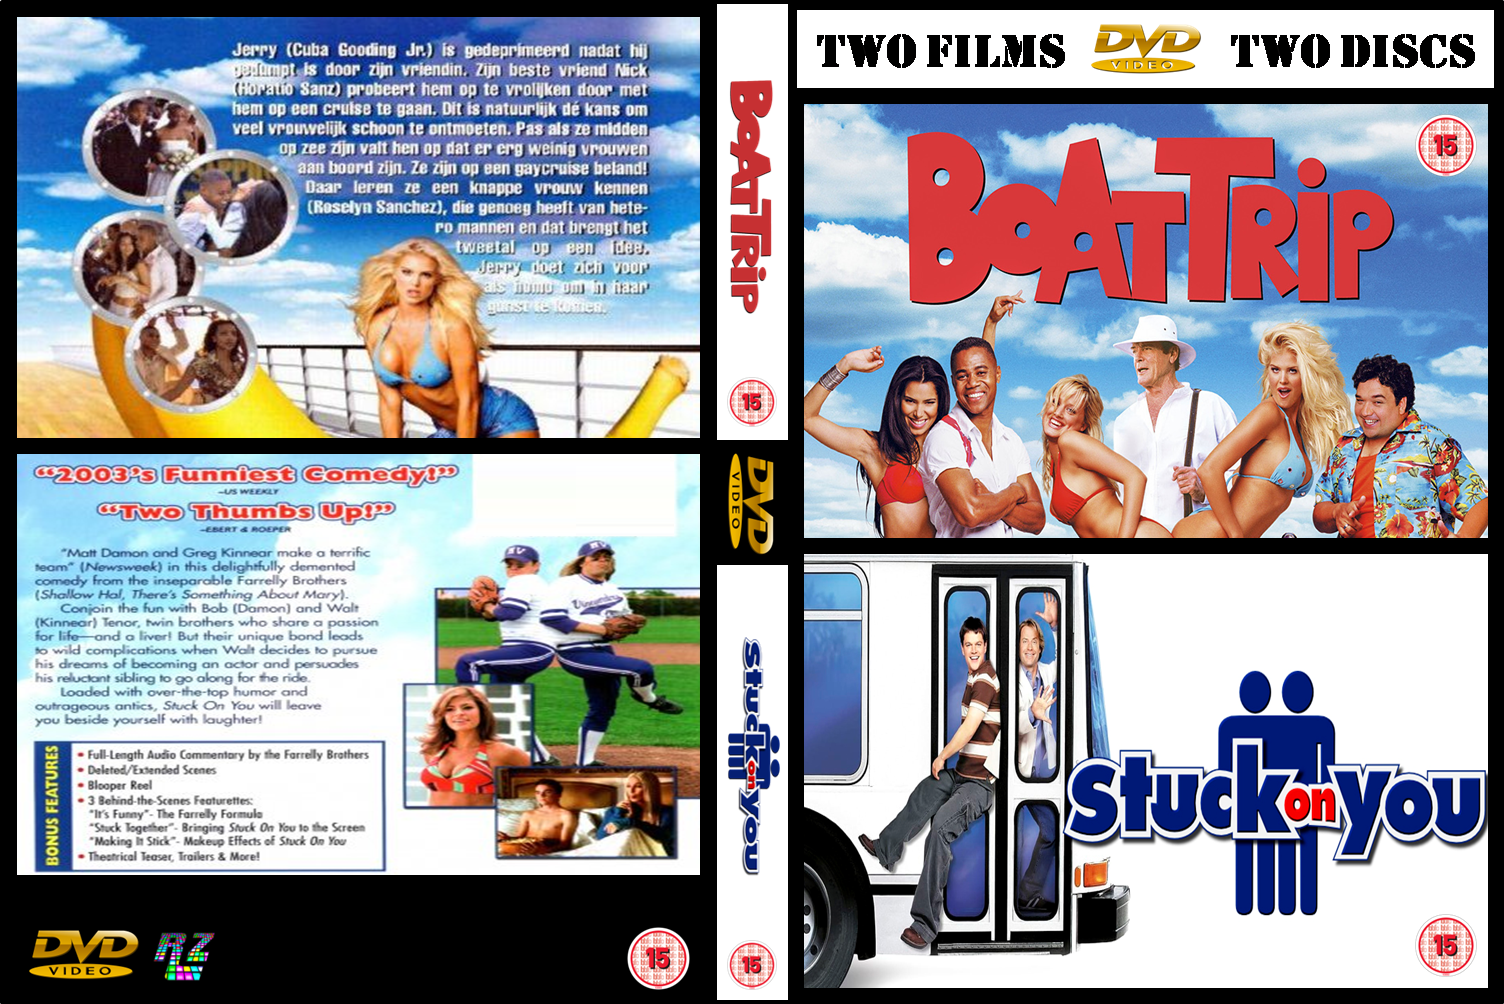 Jerry (Cuba Gooding Jr.) is gedeprimeerd nadat hij
gedumpt is door zijn vriendin. Zijn beste vriend Nick
(Horatio Sanz) probeert hem op te vrolijken door met
hem op een cruise te gaan. Dit is natuurlijk dé kans om
veel vrouwelijk schoon te ontmoeten. Pas als ze midden
op zee zijn valt hen op dat er erg weinig vrouwen
aan boord zijn. Ze zijn op een gaycruise beland!
Daar leren ze een knappe vrouw kennen
(Roselyn Sanchez), die genoeg heeft van hete-
ro mannen en dat brengt het
tweetal op een idee.
Jerry doet zich voor
als homo om in haar
gunst te komen.
"2003's Funniest Comedy!"
–US WEEKLY
"Two Thumbs Up!"
–EBERT & ROEPER
"Matt Damon and Greg Kinnear make a terrific
team" (Newsweek) in this delightfully demented
comedy from the inseparable Farrelly Brothers
(Shallow Hal, There's Something About Mary).
Conjoin the fun with Bob (Damon) and Walt
(Kinnear) Tenor, twin brothers who share a passion
for life—and a liver! But their unique bond leads
to wild complications when Walt decides to pursue
his dreams of becoming an actor and persuades
his reluctant sibling to go along for the ride.
Loaded with over-the-top humor and
outrageous antics, Stuck On You will leave
you beside yourself with laughter!
BONUS FEATURES
• Full-Length Audio Commentary by the Farrelly Brothers
• Deleted/Extended Scenes
• Blooper Reel
• 3 Behind-the-Scenes Featurettes:
"It's Funny"- The Farrelly Formula
"Stuck Together"- Bringing Stuck On You to the Screen
"Making It Stick"- Makeup Effects of Stuck On You
• Theatrical Teaser, Trailers & More!
DVD
VIDEO
RZ
15
BOAT TRIP
15
DVD
VIDEO
Stuck on You
15
TWO FILMS
DVD
VIDEO
TWO DISCS
BOAT TRIP
15
Stuck on You
15